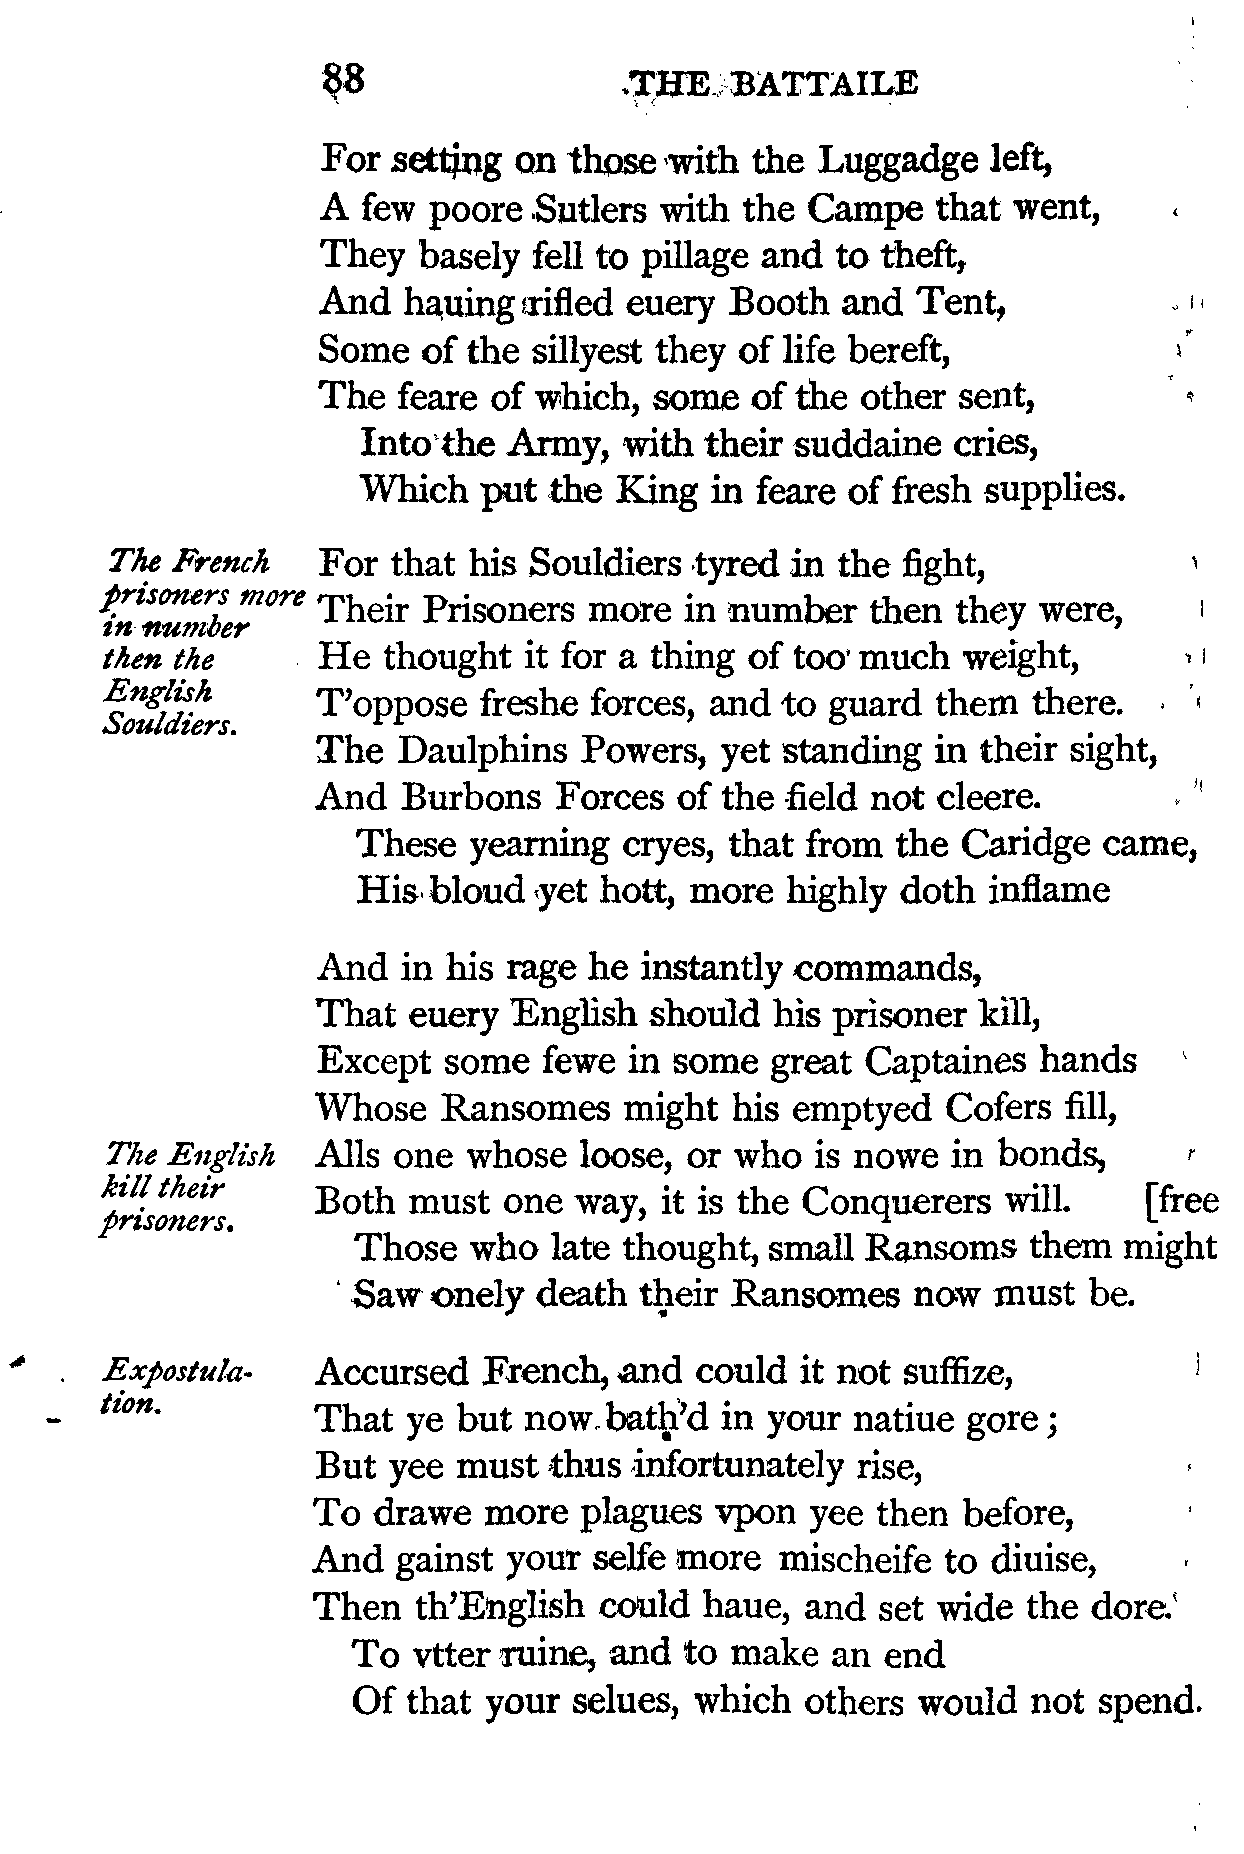 88 THE BATTAILE
For setting on those with the Luggadge left,
A few poore Sutlers with the Campe that went,
They basely fell to pillage and to theft,
And hauing rifled euery Booth and Tent,
Some of the sillyest they of life bereft,
The feare of which, some of the other sent,
Into the Army, with their suddaine cries,
Which put the King in feare of fresh supplies.
The French
prisoners more
in number
then the
English
Souldiers.
For that his Souldiers tyred in the fight,
Their Prisoners more in number then they were,
He thought it for a thing of too much weight,
T'oppose freshe forces, and to guard them there.
The Daulphins Powers, yet standing in their sight,
And Burbons Forces of the field not cleere.
These yearning cryes, that from the Caridge came,
His bloud yet hott, more highly doth inflame
And in his rage he instantly commands,
That euery English should his prisoner kill,
Except some fewe in some great Captaines hands
Whose Ransomes might his emptyed Cofers fill,
The English
kill their
prisoners.
Alls one whose loose, or who is nowe in bonds,
Both must one way, it is the Conquerers will. [free
Those who late thought, small Ransoms them might
Saw onely death their Ransomes now must be.
Expostula-
tion.
Accursed French, and could it not suffize,
That ye but now bath'd in your natiue gore;
But yee must thus infortunately rise,
To drawe more plagues vpon yee then before,
And gainst your selfe more mischeife to diuise,
Then th'English could haue, and set wide the dore.
To vtter ruine, and to make an end
Of that your selues, which others would not spend.